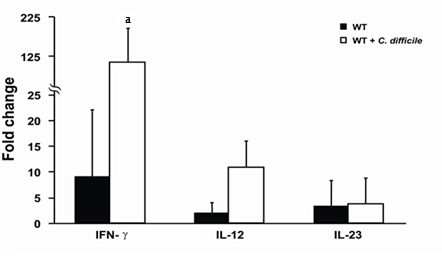 225
125
25
20
15
10
5
0
Fold change
a
WT
WT + C. difficile
IFN- γ
IL-12
IL-23